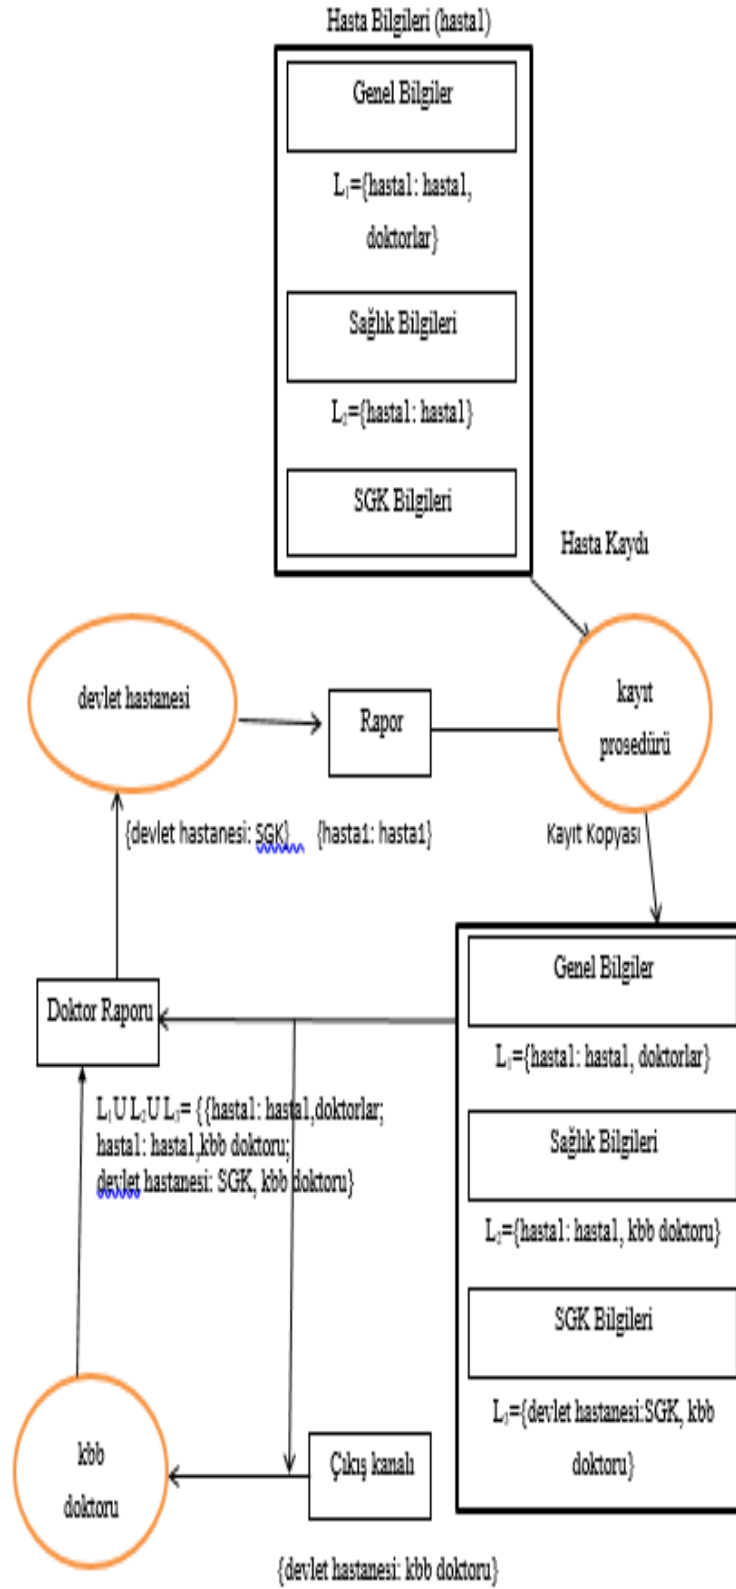 Hasta Bilgileri (hasta1)
Genel Bilgiler
L₁={hasta1: hasta1,
doktorlar}
Sağlık Bilgileri
L₂={hasta1: hasta1}
SGK Bilgileri
Hasta Kaydı
devlet hastanesi
Rapor
kayıt
prosedürü
{devlet hastanesi: SGK}
{hasta1: hasta1}
Kayıt Kopyası
Genel Bilgiler
L₁={hasta1: hasta1, doktorlar}
Sağlık Bilgileri
L₂={hasta1: hasta1, kbb doktoru}
SGK Bilgileri
L₃={devlet hastanesi:SGK, kbb
doktoru}
Doktor Raporu
L₁U L₂U L₃= {{hasta1: hasta1,doktorlar;
hasta1: hasta1,kbb doktoru;
devlet hastanesi: SGK, kbb doktoru}
kbb
doktoru
Çıkış kanalı
{devlet hastanesi: kbb doktoru}